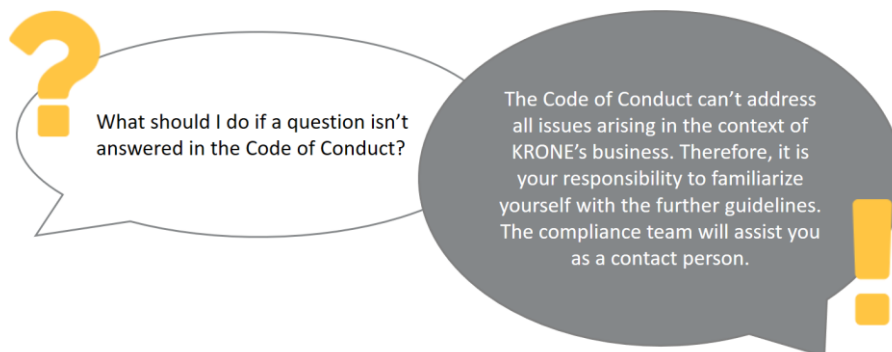 ?
What should I do if a question isn’t
answered in the Code of Conduct?
The Code of Conduct can’t address
all issues arising in the context of
KRONE’s business. Therefore, it is
your responsibility to familiarize
yourself with the further guidelines.
The compliance team will assist you
as a contact person.
!